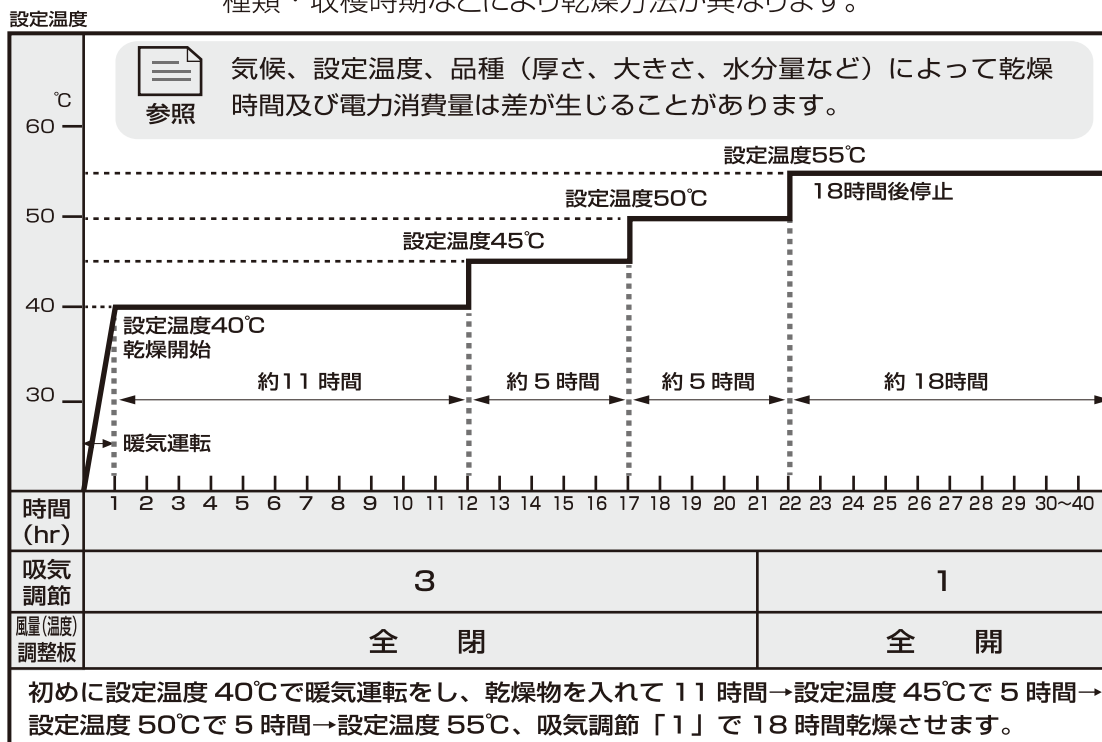 種類・収穫時期などにより乾燥方法が異なります。
設定温度
参照
気候、設定温度、品種（厚さ、大きさ、水分量など）によって乾燥
時間及び電力消費量は差が生じることがあります。
℃
60
50
40
30
設定温度55℃
18時間後停止
設定温度50℃
設定温度45℃
設定温度40℃
乾燥開始
約11 時間
約 5 時間
約 5 時間
約 18時間
暖気運転
時間
(hr)
1 2 3 4 5 6 7 8 9 10 11 12 13 14 15 16 17 18 19 20 21 22 23 24 25 26 27 28 29 30〜40
吸気
調節
3
1
風量(温度)
調整板
全 閉
全 開
初めに設定温度 40℃で暖気運転をし、乾燥物を入れて 11 時間→設定温度 45℃で 5 時間→
設定温度 50℃で 5 時間→設定温度 55℃、吸気調節「1」で 18 時間乾燥させます。